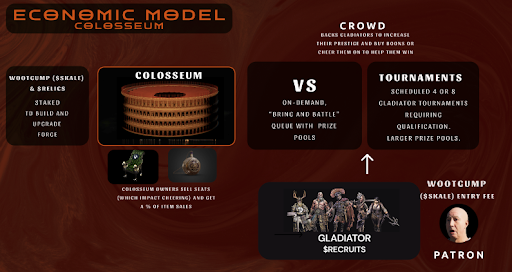 ECONOMIC MODEL
COLOSSEUM
CROWD
BACKS GLADIATORS TO INCREASE
THEIR PRESTIGE AND BUY BOONS OR
CHEER THEM ON TO HELP THEM WIN
WOOTGUMP ($SKALE)
& $RELICS
STAKED
TO BUILD AND
UPGRADE
FORGE
COLOSSEUM
COLOSSEUM OWNERS SELL SEATS
(WHICH IMPACT CHEERING) AND GET
A % OF ITEM SALES
VS
ON-DEMAND,
"BRING AND BATTLE"
QUEUE WITH PRIZE
POOLS
TOURNAMENTS
SCHEDULED 4 OR 8
GLADIATOR TOURNAMENTS
REQUIRING
QUALIFICATION.
LARGER PRIZE POOLS.
GLADIATOR
$RECRUITS
WOOTGUMP
($SKALE) ENTRY FEE
PATRON